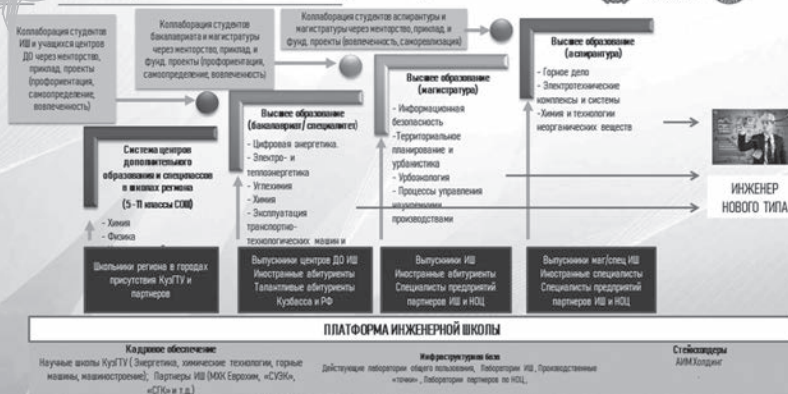 Коллаборация студентов
ИШ и учащихся центров
ДО через менторство,
приклад. проекты
(профориентация,
самоопределение,
вовлеченность)
Коллаборация студентов
бакалавриата и магистратуры
через менторство, приклад. и
фунд. проекты (профориентация,
самоопределение, вовлеченность)
Коллаборация студентов аспирантуры и
магистратуры через менторство, приклад. и
фунд. проекты (вовлеченность, самореализация)
Система центров
дополнительного
образования и спецклассов
в школах региона
(5-11 классы СОШ)
- Химия
- Физика
Высшее образование
(бакалавриат/специалитет)
- Цифровая энергетика.
- Электро- и
теплоэнергетика
- Углехимия
- Химия
- Эксплуатация
транспортно-
технологических машин и
Высшее образование
(магистратура)
- Информационная
безопасность
-Территориальное
планирование и
урбанистика
- Урбоэкология
- Процессы управления
наукоемкими
производствами
Высшее образование
(аспирантура)
- Горное дело
- Электротехнические
комплексы и системы
-Химия и технологии
неорганических веществ
ИНЖЕНЕР
НОВОГО ТИПА
Школьники региона в городах
присутствия КузГТУ и
партнеров
Выпускники центров ДО ИШ
Иностранные абитуриенты
Талантливые абитуриенты
Кузбасса и РФ
Выпускники ИШ
Иностранные абитуриенты
Специалисты предприятий
партнеров ИШ и НОЦ
Выпускники маг/спец ИШ
Иностранные специалисты
Специалисты предприятий
партнеров ИШ и НОЦ
ПЛАТФОРМА ИНЖЕНЕРНОЙ ШКОЛЫ
Кадровое обеспечение
Научные школы КузГТУ ( Энергетика, химические технологии, горные
машины, машиностроение); Партнеры ИШ (МХК Еврохим, «СУЭК»,
«СГК» и т.д.)
Инфраструктурная база
Действующие лаборатории общего пользования, Лаборатории ИШ, Производственные
«точки» , Лаборатории партнеров по НОЦ,
Стейкхолдеры
АИМХолдинг